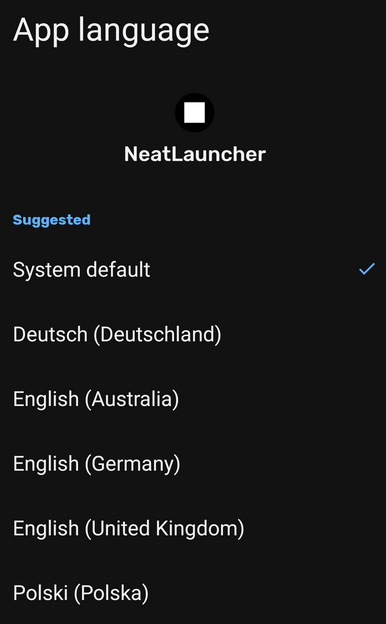 App language
NeatLauncher
Suggested
System default
Deutsch (Deutschland)
English (Australia)
English (Germany)
English (United Kingdom)
Polski (Polska)